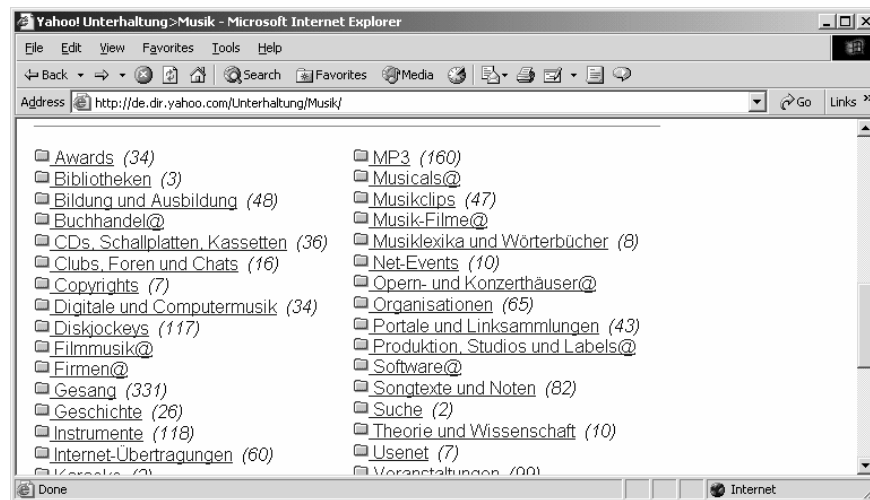 Yahoo! Unterhaltung>Musik - Microsoft Internet Explorer
File Edit View Favorites Tools Help
Back Search Favorites Media
Address http://de.dir.yahoo.com/Unterhaltung/Musik/ Go Links »
Awards (34)
Bibliotheken (3)
Bildung und Ausbildung (48)
Buchhandel@
CDs, Schallplatten, Kassetten (36)
Clubs, Foren und Chats (16)
Copyrights (7)
Digitale und Computermusik (34)
Diskjockeys (117)
Filmmusik@
Firmen@
Gesang (331)
Geschichte (26)
Instrumente (118)
Internet-Übertragungen (60)
Karaoke (2)
MP3 (160)
Musicals@
Musikclips (47)
Musik-Filme@
Musiklexika und Wörterbücher (8)
Net-Events (10)
Opern- und Konzerthäuser@
Organisationen (65)
Portale und Linksammlungen (43)
Produktion, Studios und Labels@
Software@
Songtexte und Noten (82)
Suche (2)
Theorie und Wissenschaft (10)
Usenet (7)
Veranstaltungen (99)
Done Internet